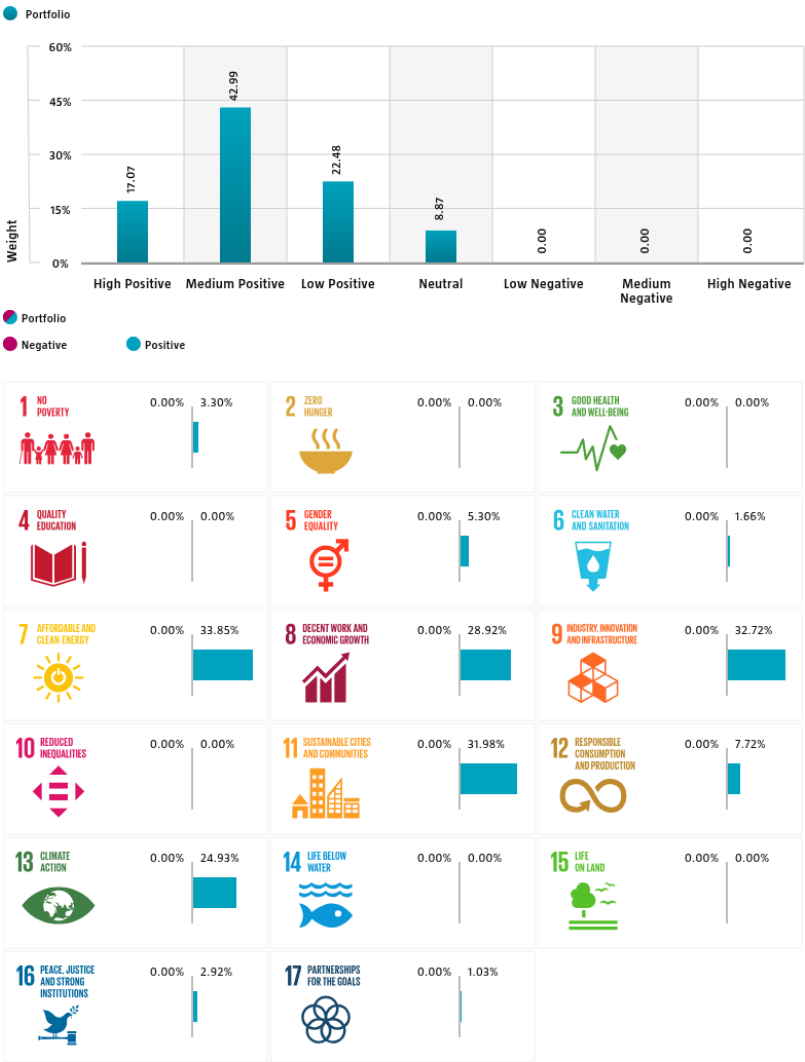 Portfolio
60%
45%
30%
15%
0%
Weight
17.07
42.99
22.48
8.87
0.00
0.00
0.00
High Positive
Medium Positive
Low Positive
Neutral
Low Negative
Medium
Negative
High Negative
Portfolio
Negative
Positive
1 NO
POVERTY
0.00% 3.30%
2 ZERO
HUNGER
0.00% 0.00%
3 GOOD HEALTH
AND WELL-BEING
0.00% 0.00%
4 QUALITY
EDUCATION
0.00% 0.00%
5 GENDER
EQUALITY
0.00% 5.30%
6 CLEAN WATER
AND SANITATION
0.00% 1.66%
7 AFFORDABLE AND
CLEAN ENERGY
0.00% 33.85%
8 DECENT WORK AND
ECONOMIC GROWTH
0.00% 28.92%
9 INDUSTRY, INNOVATION
AND INFRASTRUCTURE
0.00% 32.72%
10 REDUCED
INEQUALITIES
0.00% 0.00%
11 SUSTAINABLE CITIES
AND COMMUNITIES
0.00% 31.98%
12 RESPONSIBLE
CONSUMPTION
AND PRODUCTION
0.00% 7.72%
13 CLIMATE
ACTION
0.00% 24.93%
14 LIFE BELOW
WATER
0.00% 0.00%
15 LIFE
ON LAND
0.00% 0.00%
16 PEACE, JUSTICE
AND STRONG
INSTITUTIONS
0.00% 2.92%
17 PARTNERSHIPS
FOR THE GOALS
0.00% 1.03%